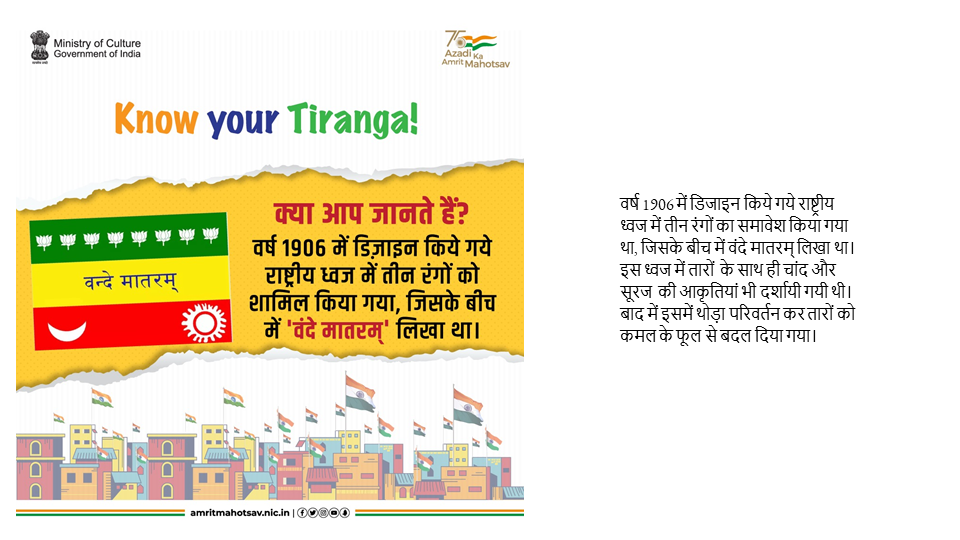 Ministry of Culture
Government of India
75
Azadi Ka
Amrit Mahotsav
Know your Tiranga!
क्या आप जानते हैं?
वर्ष 1906 में डिज़ाइन किये गये
राष्ट्रीय ध्वज में तीन रंगों को
शामिल किया गया, जिसके बीच
में 'वंदे मातरम्' लिखा था।
वन्दे मातरम्
amritmahotsav.nic.in |
वर्ष 1906 में डिजाइन किये गये राष्ट्रीय
ध्वज में तीन रंगों का समावेश किया गया
था, जिसके बीच में वंदे मातरम् लिखा था।
इस ध्वज में तारों के साथ ही चांद और
सूरज की आकृतियां भी दर्शायी गयी थी।
बाद में इसमें थोड़ा परिवर्तन कर तारों को
कमल के फूल से बदल दिया गया।